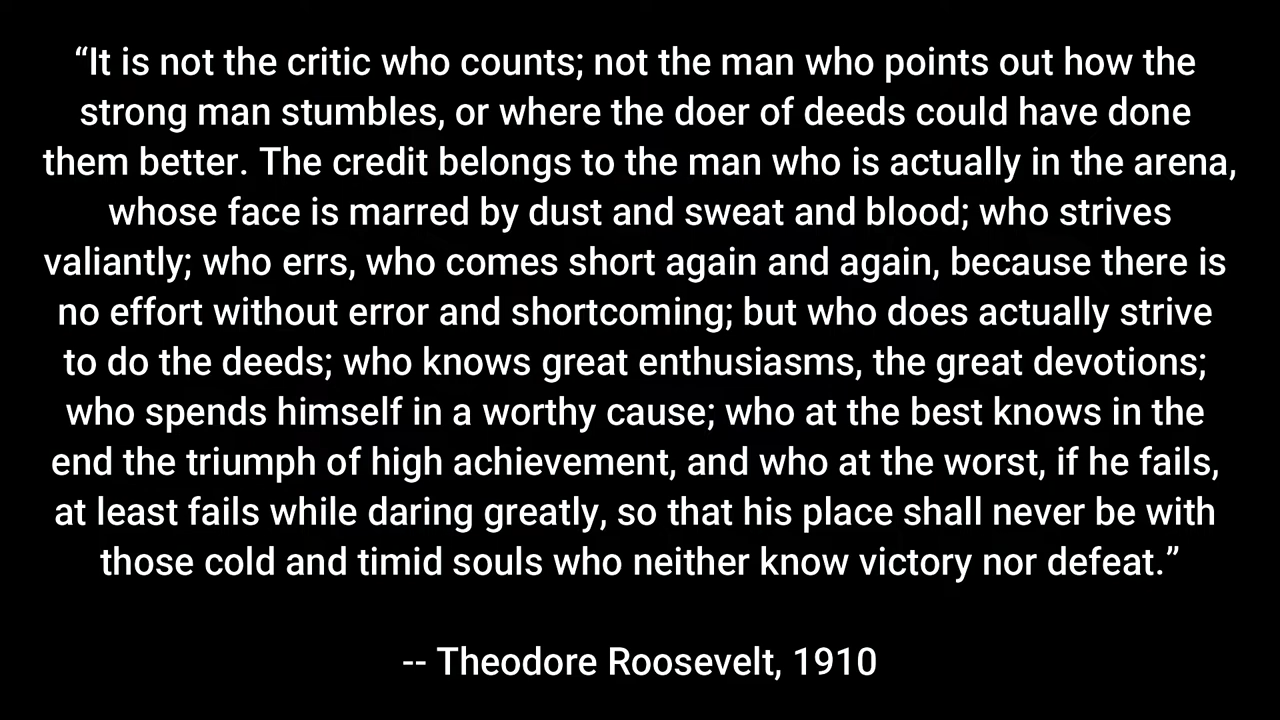 “It is not the critic who counts; not the man who points out how the
strong man stumbles, or where the doer of deeds could have done
them better. The credit belongs to the man who is actually in the arena,
whose face is marred by dust and sweat and blood; who strives
valiantly; who errs, who comes short again and again, because there is
no effort without error and shortcoming; but who does actually strive
to do the deeds; who knows great enthusiasms, the great devotions;
who spends himself in a worthy cause; who at the best knows in the
end the triumph of high achievement, and who at the worst, if he fails,
at least fails while daring greatly, so that his place shall never be with
those cold and timid souls who neither know victory nor defeat.”
-- Theodore Roosevelt, 1910